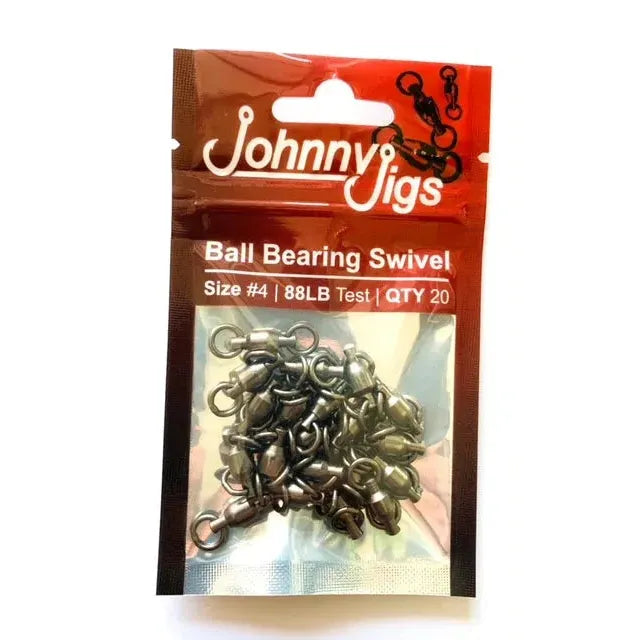 Johnny Jigs
Ball Bearing Swivel
Size #4 | 88LB Test | QTY 20